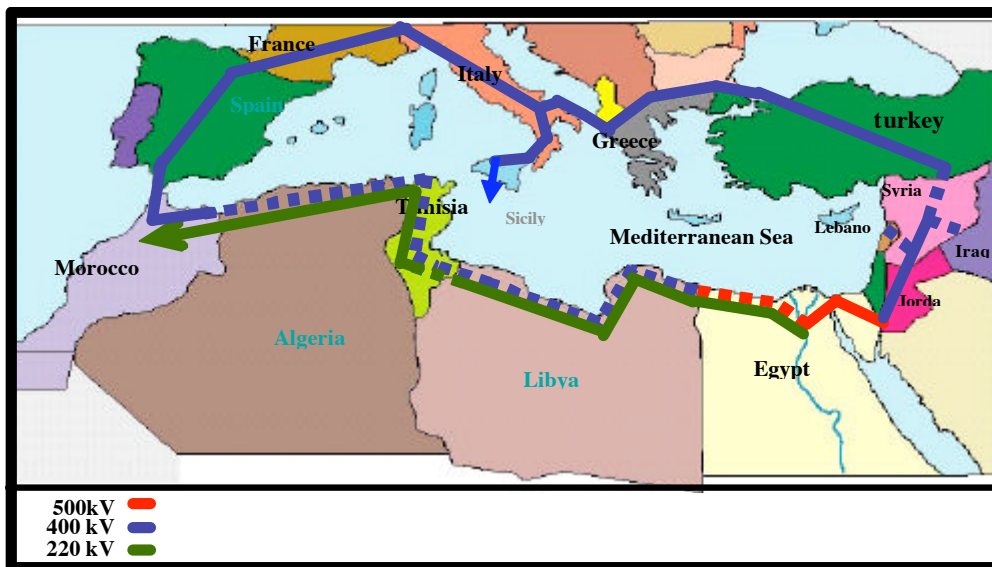 France
Italy
Spain
turkey
Greece
Syria
Tunisia
Sicily
Lebano
Mediterranean Sea
Iraq
Morocco
Jorda
Algeria
Egypt
Libya
500kV
400 kV
220 kV